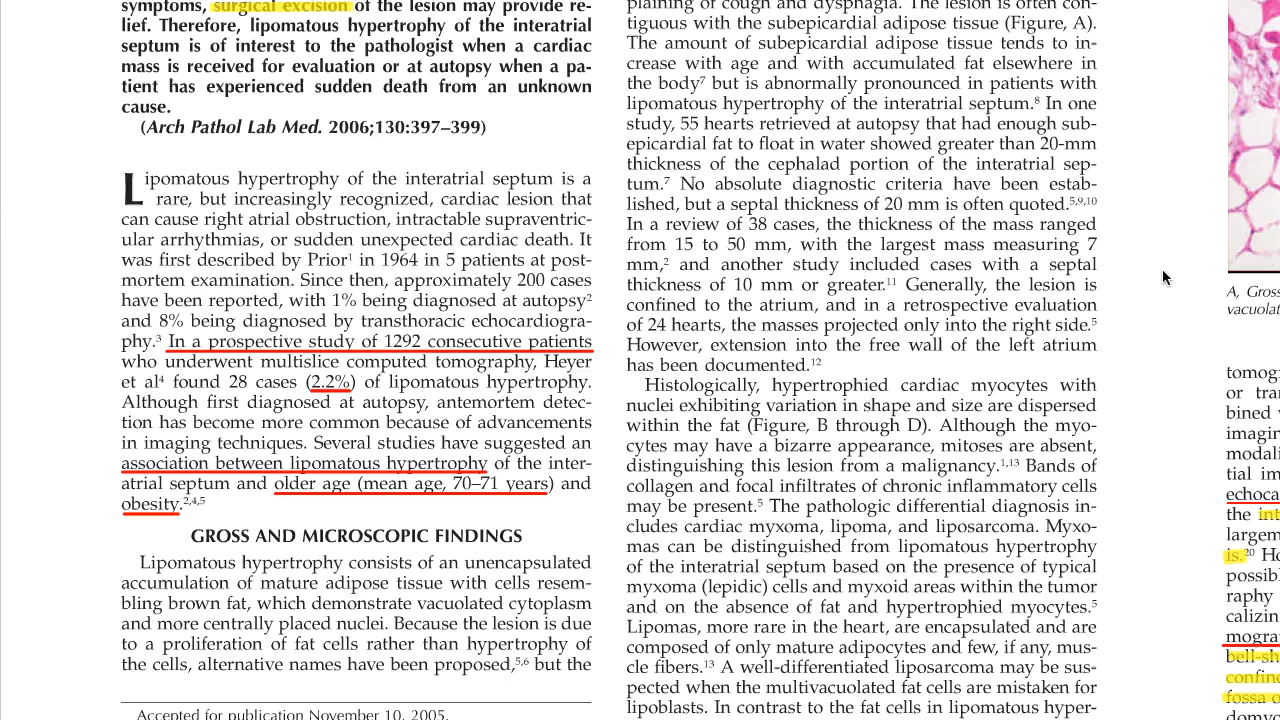 symptoms, surgical excision of the lesion may provide re-
lief. Therefore, lipomatous hypertrophy of the interatrial
septum is of interest to the pathologist when a cardiac
mass is received for evaluation or at autopsy when a pa-
tient has experienced sudden death from an unknown
cause.
(Arch Pathol Lab Med. 2006;130:397–399)
Lipomatous hypertrophy of the interatrial septum is a
rare, but increasingly recognized, cardiac lesion that
can cause right atrial obstruction, intractable supraventric-
ular arrhythmias, or sudden unexpected cardiac death. It
was first described by Prior¹ in 1964 in 5 patients at post-
mortem examination. Since then, approximately 200 cases
have been reported, with 1% being diagnosed at autopsy²
and 8% being diagnosed by transthoracic echocardiogra-
phy.³ In a prospective study of 1292 consecutive patients
who underwent multislice computed tomography, Heyer
et al⁴ found 28 cases (2.2%) of lipomatous hypertrophy.
Although first diagnosed at autopsy, antemortem detec-
tion has become more common because of advancements
in imaging techniques. Several studies have suggested an
association between lipomatous hypertrophy of the inter-
atrial septum and older age (mean age, 70–71 years) and
obesity.²,⁴,⁵
GROSS AND MICROSCOPIC FINDINGS
Lipomatous hypertrophy consists of an unencapsulated
accumulation of mature adipose tissue with cells resem-
bling brown fat, which demonstrate vacuolated cytoplasm
and more centrally placed nuclei. Because the lesion is due
to a proliferation of fat cells rather than hypertrophy of
the cells, alternative names have been proposed,⁵,⁶ but the
Accepted for publication November 10, 2005.
plaining of cough and dysphagia. The lesion is often con-
tiguous with the subepicardial adipose tissue (Figure, A).
The amount of subepicardial adipose tissue tends to in-
crease with age and with accumulated fat elsewhere in
the body⁷ but is abnormally pronounced in patients with
lipomatous hypertrophy of the interatrial septum.⁸ In one
study, 55 hearts retrieved at autopsy that had enough sub-
epicardial fat to float in water showed greater than 20-mm
thickness of the cephalad portion of the interatrial sep-
tum.⁷ No absolute diagnostic criteria have been estab-
lished, but a septal thickness of 20 mm is often quoted.⁵,⁹,¹⁰
In a review of 38 cases, the thickness of the mass ranged
from 15 to 50 mm, with the largest mass measuring 7
mm,² and another study included cases with a septal
thickness of 10 mm or greater.¹¹ Generally, the lesion is
confined to the atrium, and in a retrospective evaluation
of 24 hearts, the masses projected only into the right side.⁵
However, extension into the free wall of the left atrium
has been documented.¹²
Histologically, hypertrophied cardiac myocytes with
nuclei exhibiting variation in shape and size are dispersed
within the fat (Figure, B through D). Although the myo-
cytes may have a bizarre appearance, mitoses are absent,
distinguishing this lesion from a malignancy.¹,¹³ Bands of
collagen and focal infiltrates of chronic inflammatory cells
may be present.⁵ The pathologic differential diagnosis in-
cludes cardiac myxoma, lipoma, and liposarcoma. Myxo-
mas can be distinguished from lipomatous hypertrophy
of the interatrial septum based on the presence of typical
myxoma (lepidic) cells and myxoid areas within the tumor
and on the absence of fat and hypertrophied myocytes.⁵
Lipomas, more rare in the heart, are encapsulated and are
composed of only mature adipocytes and few, if any, mus-
cle fibers.¹³ A well-differentiated liposarcoma may be sus-
pected when the multivacuolated fat cells are mistaken for
lipoblasts. In contrast to the fat cells in lipomatous hyper-
A, Gros
vacuolat
tomogr
or tran
bined
imagin
modali
tial im
echoca
the int
largem
is.²⁰ Ho
possibl
raphy
calizin
mogra
bell-sh
confine
fossa o
domyo